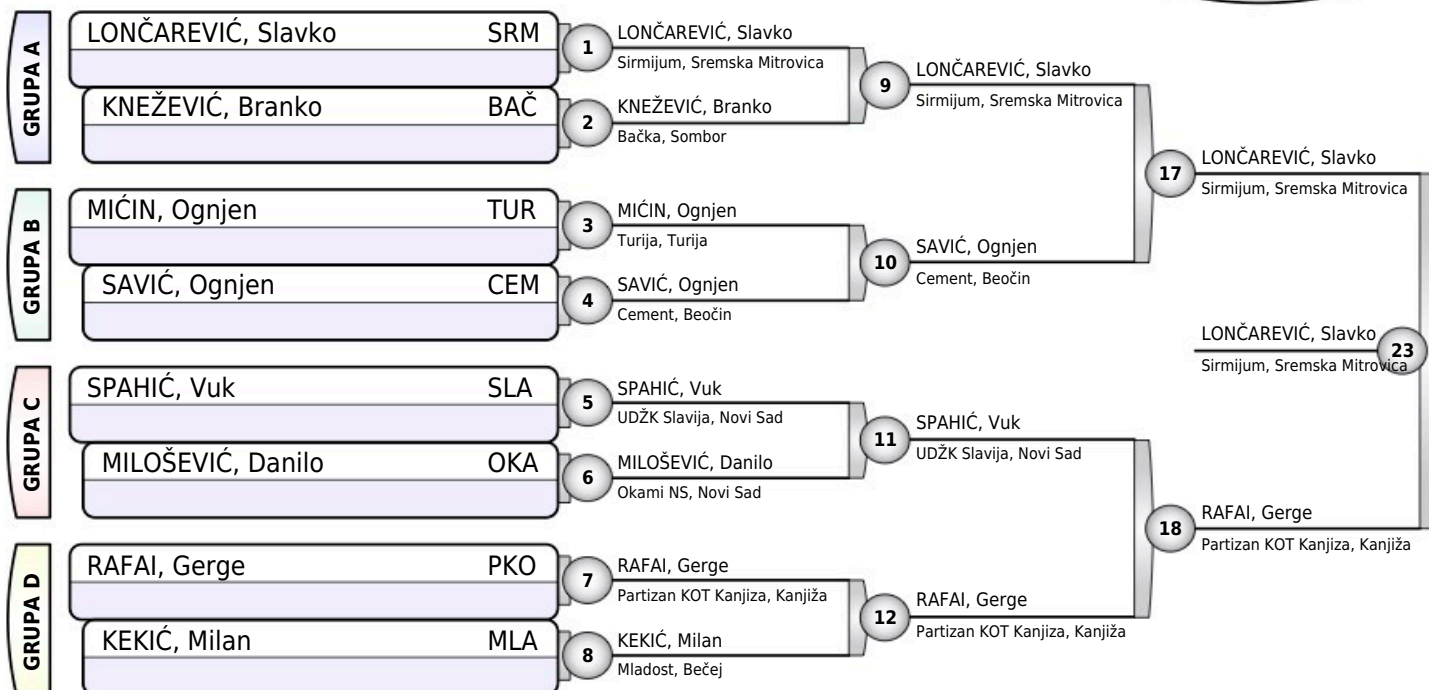 GRUPA A
LONČAREVIĆ, Slavko SRM
KNEŽEVIĆ, Branko BAČ
GRUPA B
MIĆIN, Ognjen TUR
SAVIĆ, Ognjen CEM
GRUPA C
SPAHIĆ, Vuk SLA
MILOŠEVIĆ, Danilo OKA
GRUPA D
RAFAI, Gerge PKO
KEKIĆ, Milan MLA
1
LONČAREVIĆ, Slavko
Sirmijum, Sremska Mitrovica
2
KNEŽEVIĆ, Branko
Bačka, Sombor
3
MIĆIN, Ognjen
Turija, Turija
4
SAVIĆ, Ognjen
Cement, Beočin
5
SPAHIĆ, Vuk
UDŽK Slavija, Novi Sad
6
MILOŠEVIĆ, Danilo
Okami NS, Novi Sad
7
RAFAI, Gerge
Partizan KOT Kanjiza, Kanjiža
8
KEKIĆ, Milan
Mladost, Bečej
9
LONČAREVIĆ, Slavko
Sirmijum, Sremska Mitrovica
10
SAVIĆ, Ognjen
Cement, Beočin
11
SPAHIĆ, Vuk
UDŽK Slavija, Novi Sad
12
RAFAI, Gerge
Partizan KOT Kanjiza, Kanjiža
17
LONČAREVIĆ, Slavko
Sirmijum, Sremska Mitrovica
18
RAFAI, Gerge
Partizan KOT Kanjiza, Kanjiža
LONČAREVIĆ, Slavko
23
Sirmijum, Sremska Mitrovica